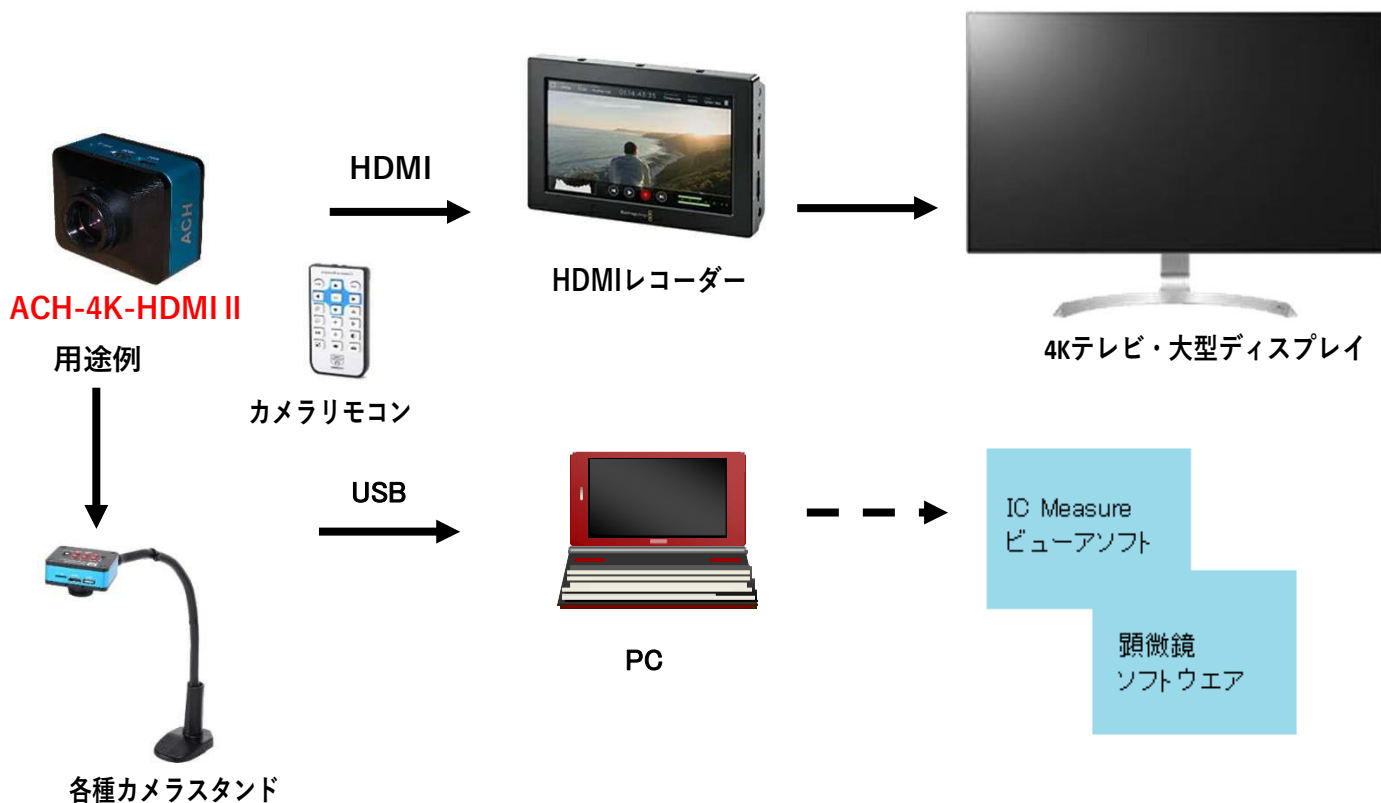 HDMI
ACH
ACH-4K-HDMI II
用途例
カメラリモコン
HDMIレコーダー
4Kテレビ・大型ディスプレイ
USB
PC
IC Measure
ビューアソフト
顕微鏡
ソフトウエア
各種カメラスタンド